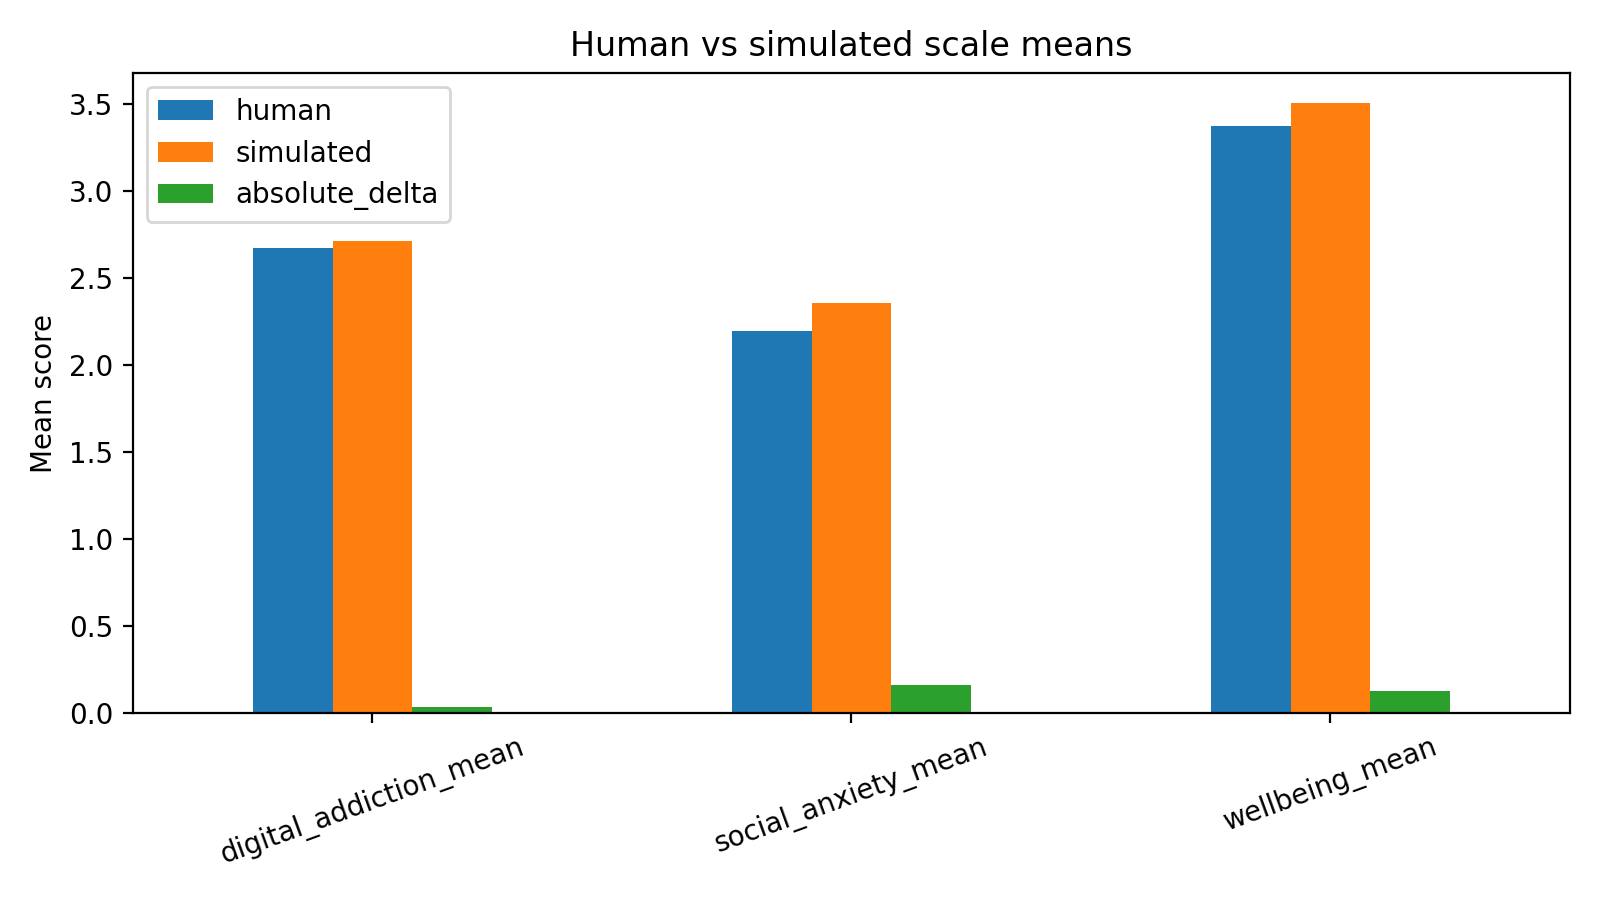 Human vs simulated scale means
human
simulated
absolute_delta
Mean score
3.5
3.0
2.5
2.0
1.5
1.0
0.5
0.0
digital_addiction_mean
social_anxiety_mean
wellbeing_mean